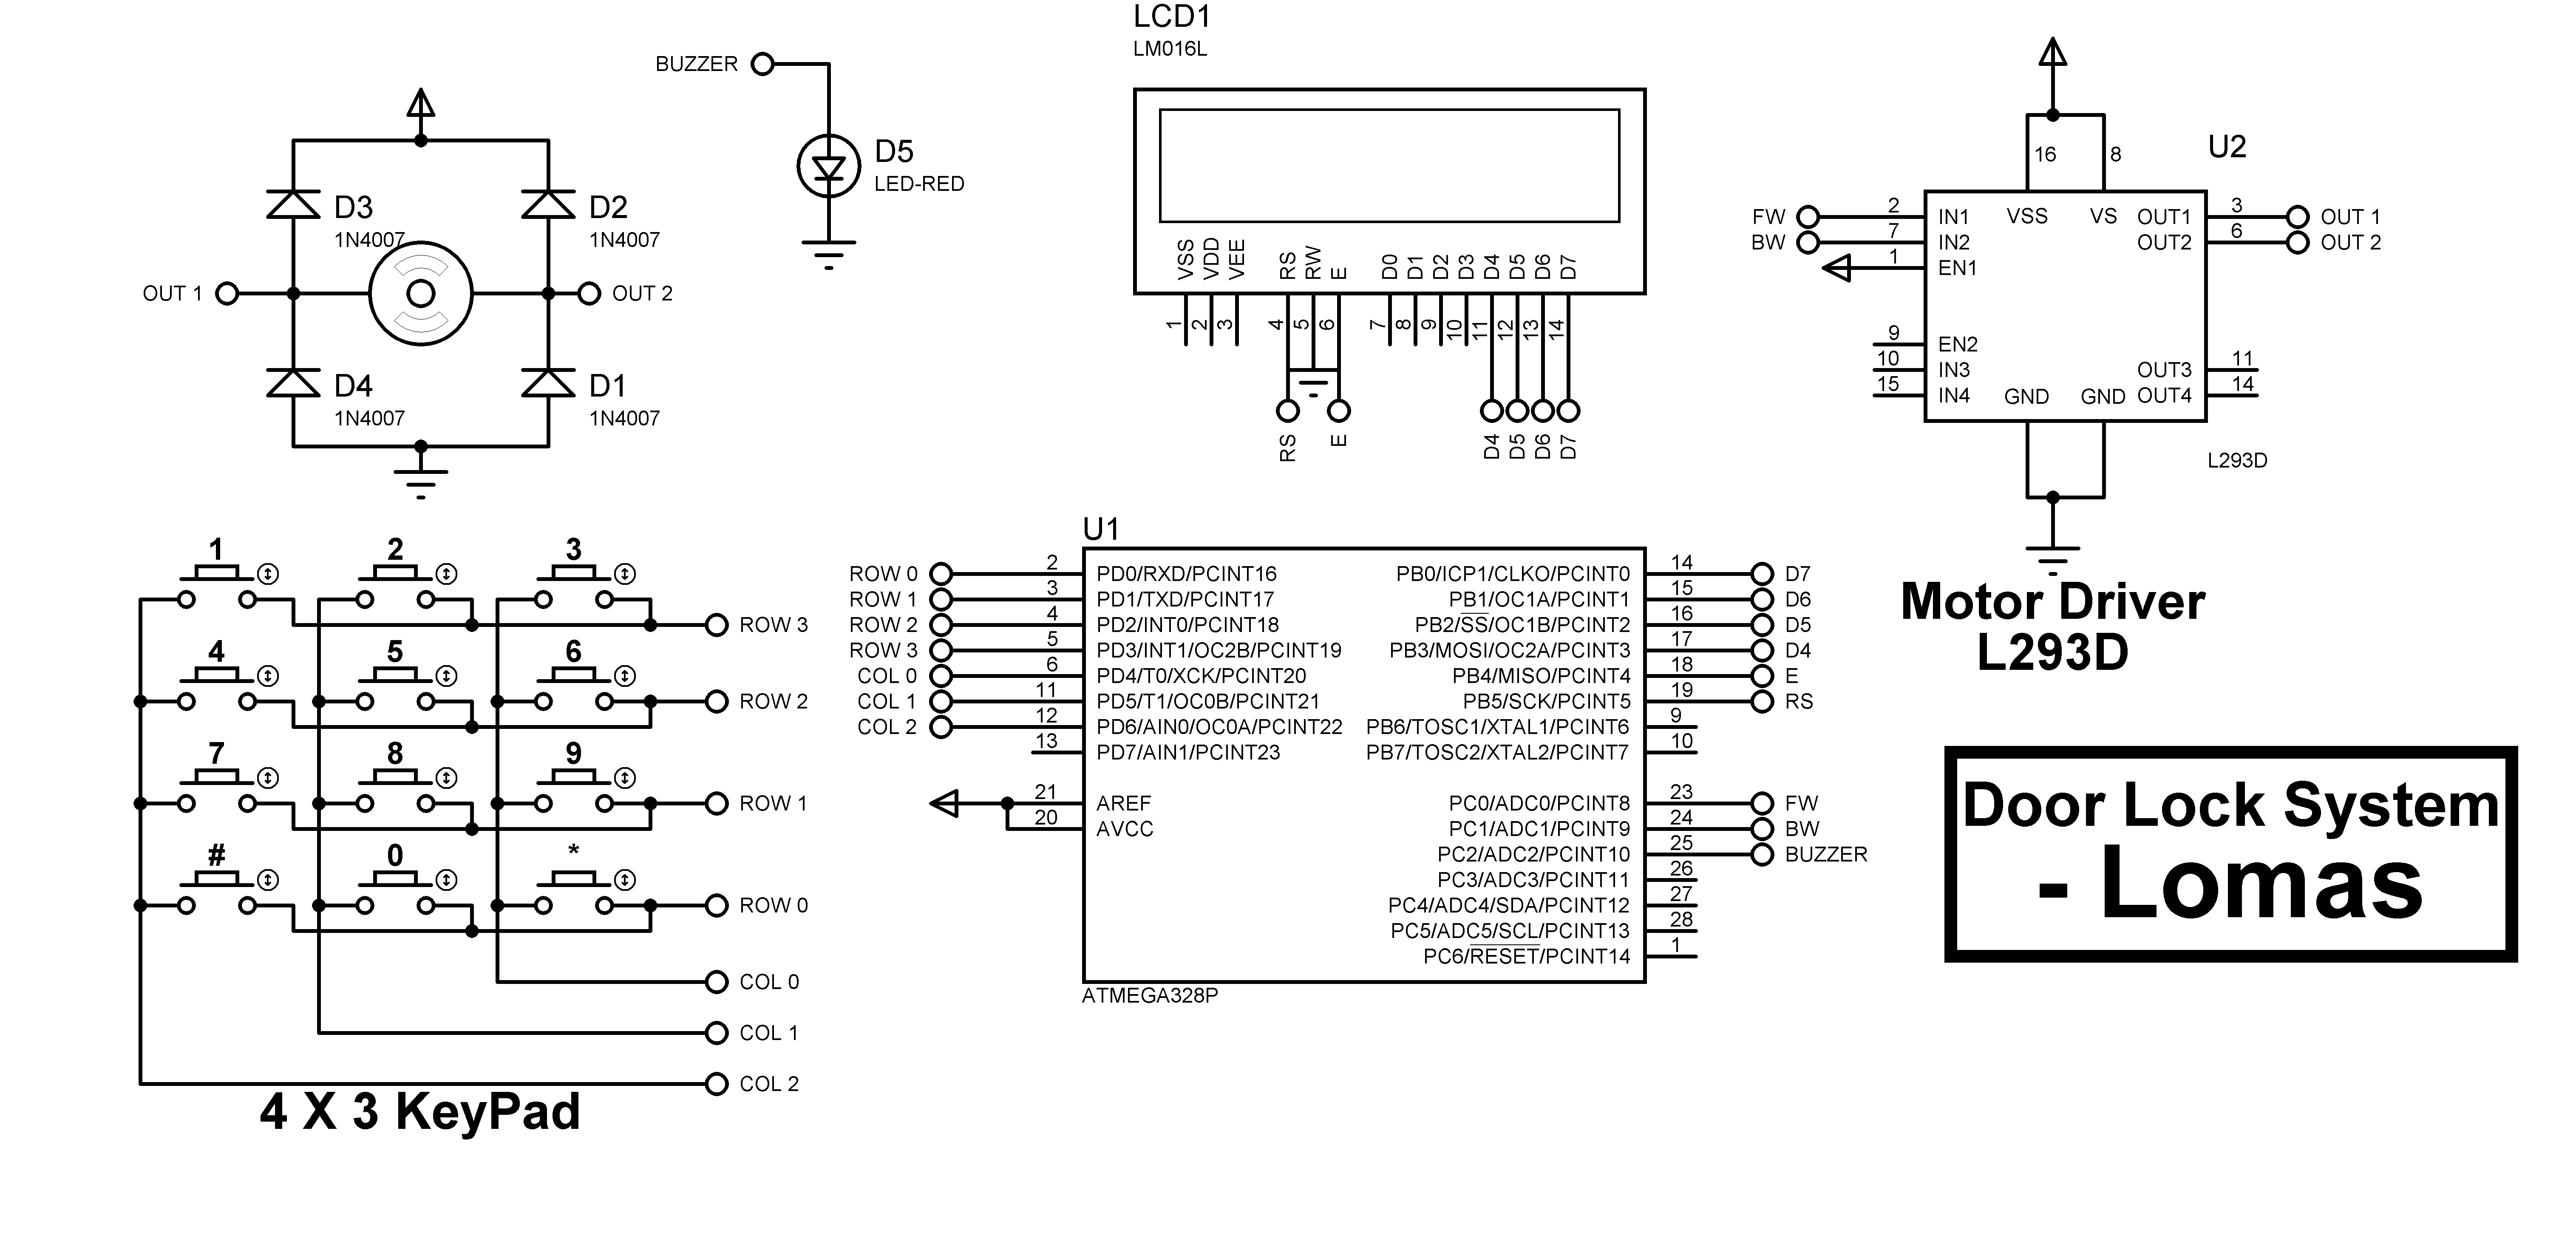 LCD1
LM016L
BUZZER
D5
LED-RED
D3
1N4007
D2
1N4007
OUT 1
OUT 2
D4
1N4007
D1
1N4007
VSS
VDD
VEE
RS
RW
E
D0
D1
D2
D3
D4
D5
D6
D7
1
2
3
4
5
6
7
8
9
10
11
12
13
14
RS
E
D4
D5
D6
D7
U2
16
8
FW 2 IN1 VSS VS OUT1 3 OUT 1
BW 7 IN2 OUT2 6 OUT 2
1 EN1
9 EN2
10 IN3 OUT3 11
15 IN4 GND GND OUT4 14
L293D
Motor Driver
L293D
1 2 3
ROW 3
4 5 6
ROW 2
7 8 9
ROW 1
# 0 *
ROW 0
COL 0
COL 1
COL 2
4 X 3 KeyPad
U1
ROW 0 2 PD0/RXD/PCINT16 PB0/ICP1/CLKO/PCINT0 14 D7
ROW 1 3 PD1/TXD/PCINT17 PB1/OC1A/PCINT1 15 D6
ROW 2 4 PD2/INT0/PCINT18 PB2/SS/OC1B/PCINT2 16 D5
ROW 3 5 PD3/INT1/OC2B/PCINT19 PB3/MOSI/OC2A/PCINT3 17 D4
COL 0 6 PD4/T0/XCK/PCINT20 PB4/MISO/PCINT4 18 E
COL 1 11 PD5/T1/OC0B/PCINT21 PB5/SCK/PCINT5 19 RS
COL 2 12 PD6/AIN0/OC0A/PCINT22 PB6/TOSC1/XTAL1/PCINT6 9
13 PD7/AIN1/PCINT23 PB7/TOSC2/XTAL2/PCINT7 10
21 AREF PC0/ADC0/PCINT8 23 FW
20 AVCC PC1/ADC1/PCINT9 24 BW
PC2/ADC2/PCINT10 25 BUZZER
PC3/ADC3/PCINT11 26
PC4/ADC4/SDA/PCINT12 27
PC5/ADC5/SCL/PCINT13 28
PC6/RESET/PCINT14 1
ATMEGA328P
Door Lock System
- Lomas